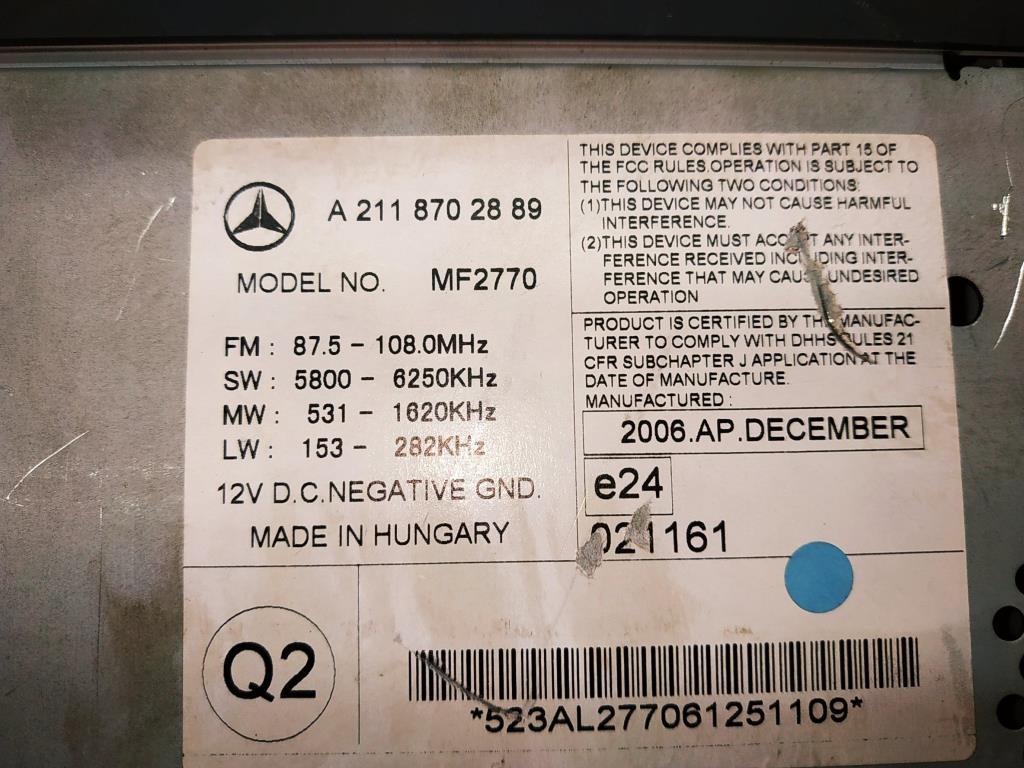 A 211 870 28 89
MODEL NO. MF2770
FM : 87.5 - 108.0MHz
SW : 5800 - 6250KHz
MW : 531 - 1620KHz
LW : 153 - 282KHz
12V D.C.NEGATIVE GND.
MADE IN HUNGARY
THIS DEVICE COMPLIES WITH PART 15 OF
THE FCC RULES.OPERATION IS SUBJECT TO
THE FOLLOWING TWO CONDITIONS:
(1)THIS DEVICE MAY NOT CAUSE HARMFUL
INTERFERENCE.
(2)THIS DEVICE MUST ACCEPT ANY INTER-
FERENCE RECEIVED INCLUDING INTER-
FERENCE THAT MAY CAUSE UNDESIRED
OPERATION
PRODUCT IS CERTIFIED BY THE MANUFAC-
TURER TO COMPLY WITH DHHS RULES 21
CFR SUBCHAPTER J APPLICATION AT THE
DATE OF MANUFACTURE.
MANUFACTURED :
2006.AP.DECEMBER
e24
021161
Q2
*523AL277061251109*